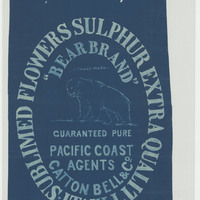 SUBLIMED FLOWERS SULPHUR EXTRA QUALITY
"BEAR BRAND"
TRADE MARK
GUARANTEED PURE
PACIFIC COAST
AGENTS
CATTON BELL & Co.